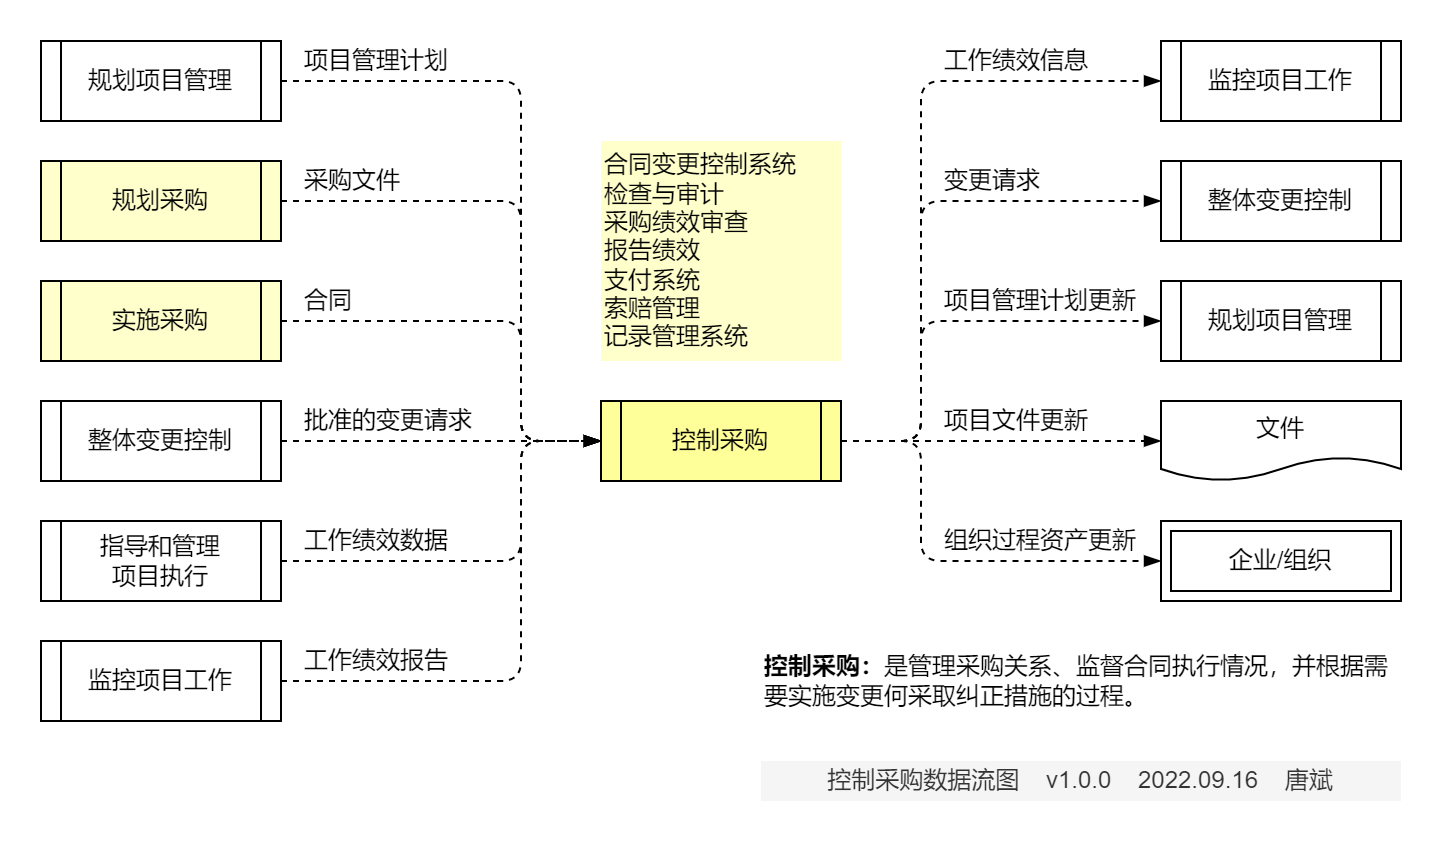 规划项目管理
项目管理计划
规划采购
采购文件
实施采购
合同
整体变更控制
批准的变更请求
指导和管理
项目执行
工作绩效数据
监控项目工作
工作绩效报告
合同变更控制系统
检查与审计
采购绩效审查
报告绩效
支付系统
索赔管理
记录管理系统
控制采购
工作绩效信息
监控项目工作
变更请求
整体变更控制
项目管理计划更新
规划项目管理
项目文件更新
文件
组织过程资产更新
企业/组织
控制采购：是管理采购关系、监督合同执行情况，并根据需
要实施变更何采取纠正措施的过程。
控制采购数据流图 v1.0.0 2022.09.16 唐斌